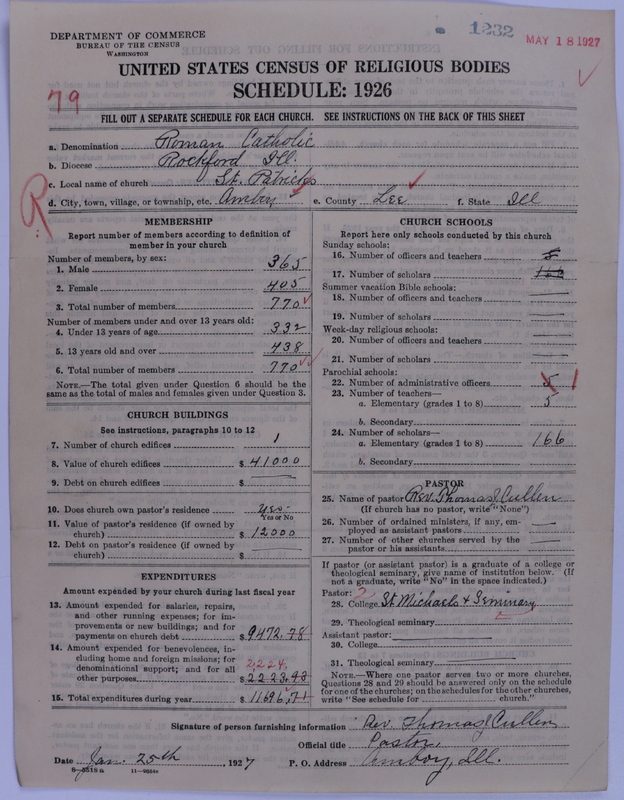 DEPARTMENT OF COMMERCE
BUREAU OF THE CENSUS
WASHINGTON
1232
MAY 18 1927
UNITED STATES CENSUS OF RELIGIOUS BODIES
SCHEDULE: 1926
79
FILL OUT A SEPARATE SCHEDULE FOR EACH CHURCH. SEE INSTRUCTIONS ON THE BACK OF THIS SHEET
a. Denomination Roman Catholic
b. Diocese Rockford Ill.
c. Local name of church St. Patricks
d. City, town, village, or township, etc. Amboy e. County Lee f. State Ill
R
MEMBERSHIP
Report number of members according to definition of
member in your church
Number of members, by sex:
1. Male 365
2. Female 405
3. Total number of members 770
Number of members under and over 13 years old:
4. Under 13 years of age 332
5. 13 years old and over 438
6. Total number of members 770
NOTE.—The total given under Question 6 should be the
same as the total of males and females given under Question 3.
CHURCH BUILDINGS
See instructions, paragraphs 10 to 12
7. Number of church edifices 1
8. Value of church edifices $ 41000
9. Debt on church edifices $
10. Does church own pastor's residence yes
Yes or No
11. Value of pastor's residence (if owned by
church) $ 12000
12. Debt on pastor's residence (if owned by
church) $
EXPENDITURES
Amount expended by your church during last fiscal year
13. Amount expended for salaries, repairs,
and other running expenses; for im-
provements or new buildings; and for
payments on church debt $ 9472.78
14. Amount expended for benevolences, in-
cluding home and foreign missions; for
denominational support; and for all 2,224
other purposes $ 2223.98
15. Total expenditures during year $ 11696.71
CHURCH SCHOOLS
Report here only schools conducted by this church
Sunday schools:
16. Number of officers and teachers 5
17. Number of scholars 166
Summer vacation Bible schools:
18. Number of officers and teachers
19. Number of scholars
Week-day religious schools:
20. Number of officers and teachers
21. Number of scholars
Parochial schools:
22. Number of administrative officers 5 1
23. Number of teachers—
a. Elementary (grades 1 to 8) 5
b. Secondary
24. Number of scholars—
a. Elementary (grades 1 to 8) 166
b. Secondary
PASTOR
25. Name of pastor Rev. Thomas J. Cullen
(If church has no pastor, write "None")
26. Number of ordained ministers, if any, em-
ployed as assistant pastors
27. Number of other churches served by the
pastor or his assistants
If pastor (or assistant pastor) is a graduate of a college or
theological seminary, give name of institution below. (If
not a graduate, write "No" in the space indicated.)
Pastor: 2
28. College St Michaels & Seminary
29. Theological seminary
Assistant pastor:
30. College
31. Theological seminary
NOTE.—Where one pastor serves two or more churches,
Questions 28 and 29 should be answered only on the schedule
for one of the churches; on the schedules for the other churches,
write "See schedule for church."
Signature of person furnishing information Rev. Thomas J Cullen
Official title Pastor,
Date Jan. 25th, 1927 P. O. Address Amboy, Ill.
8-5518a 11-9664r